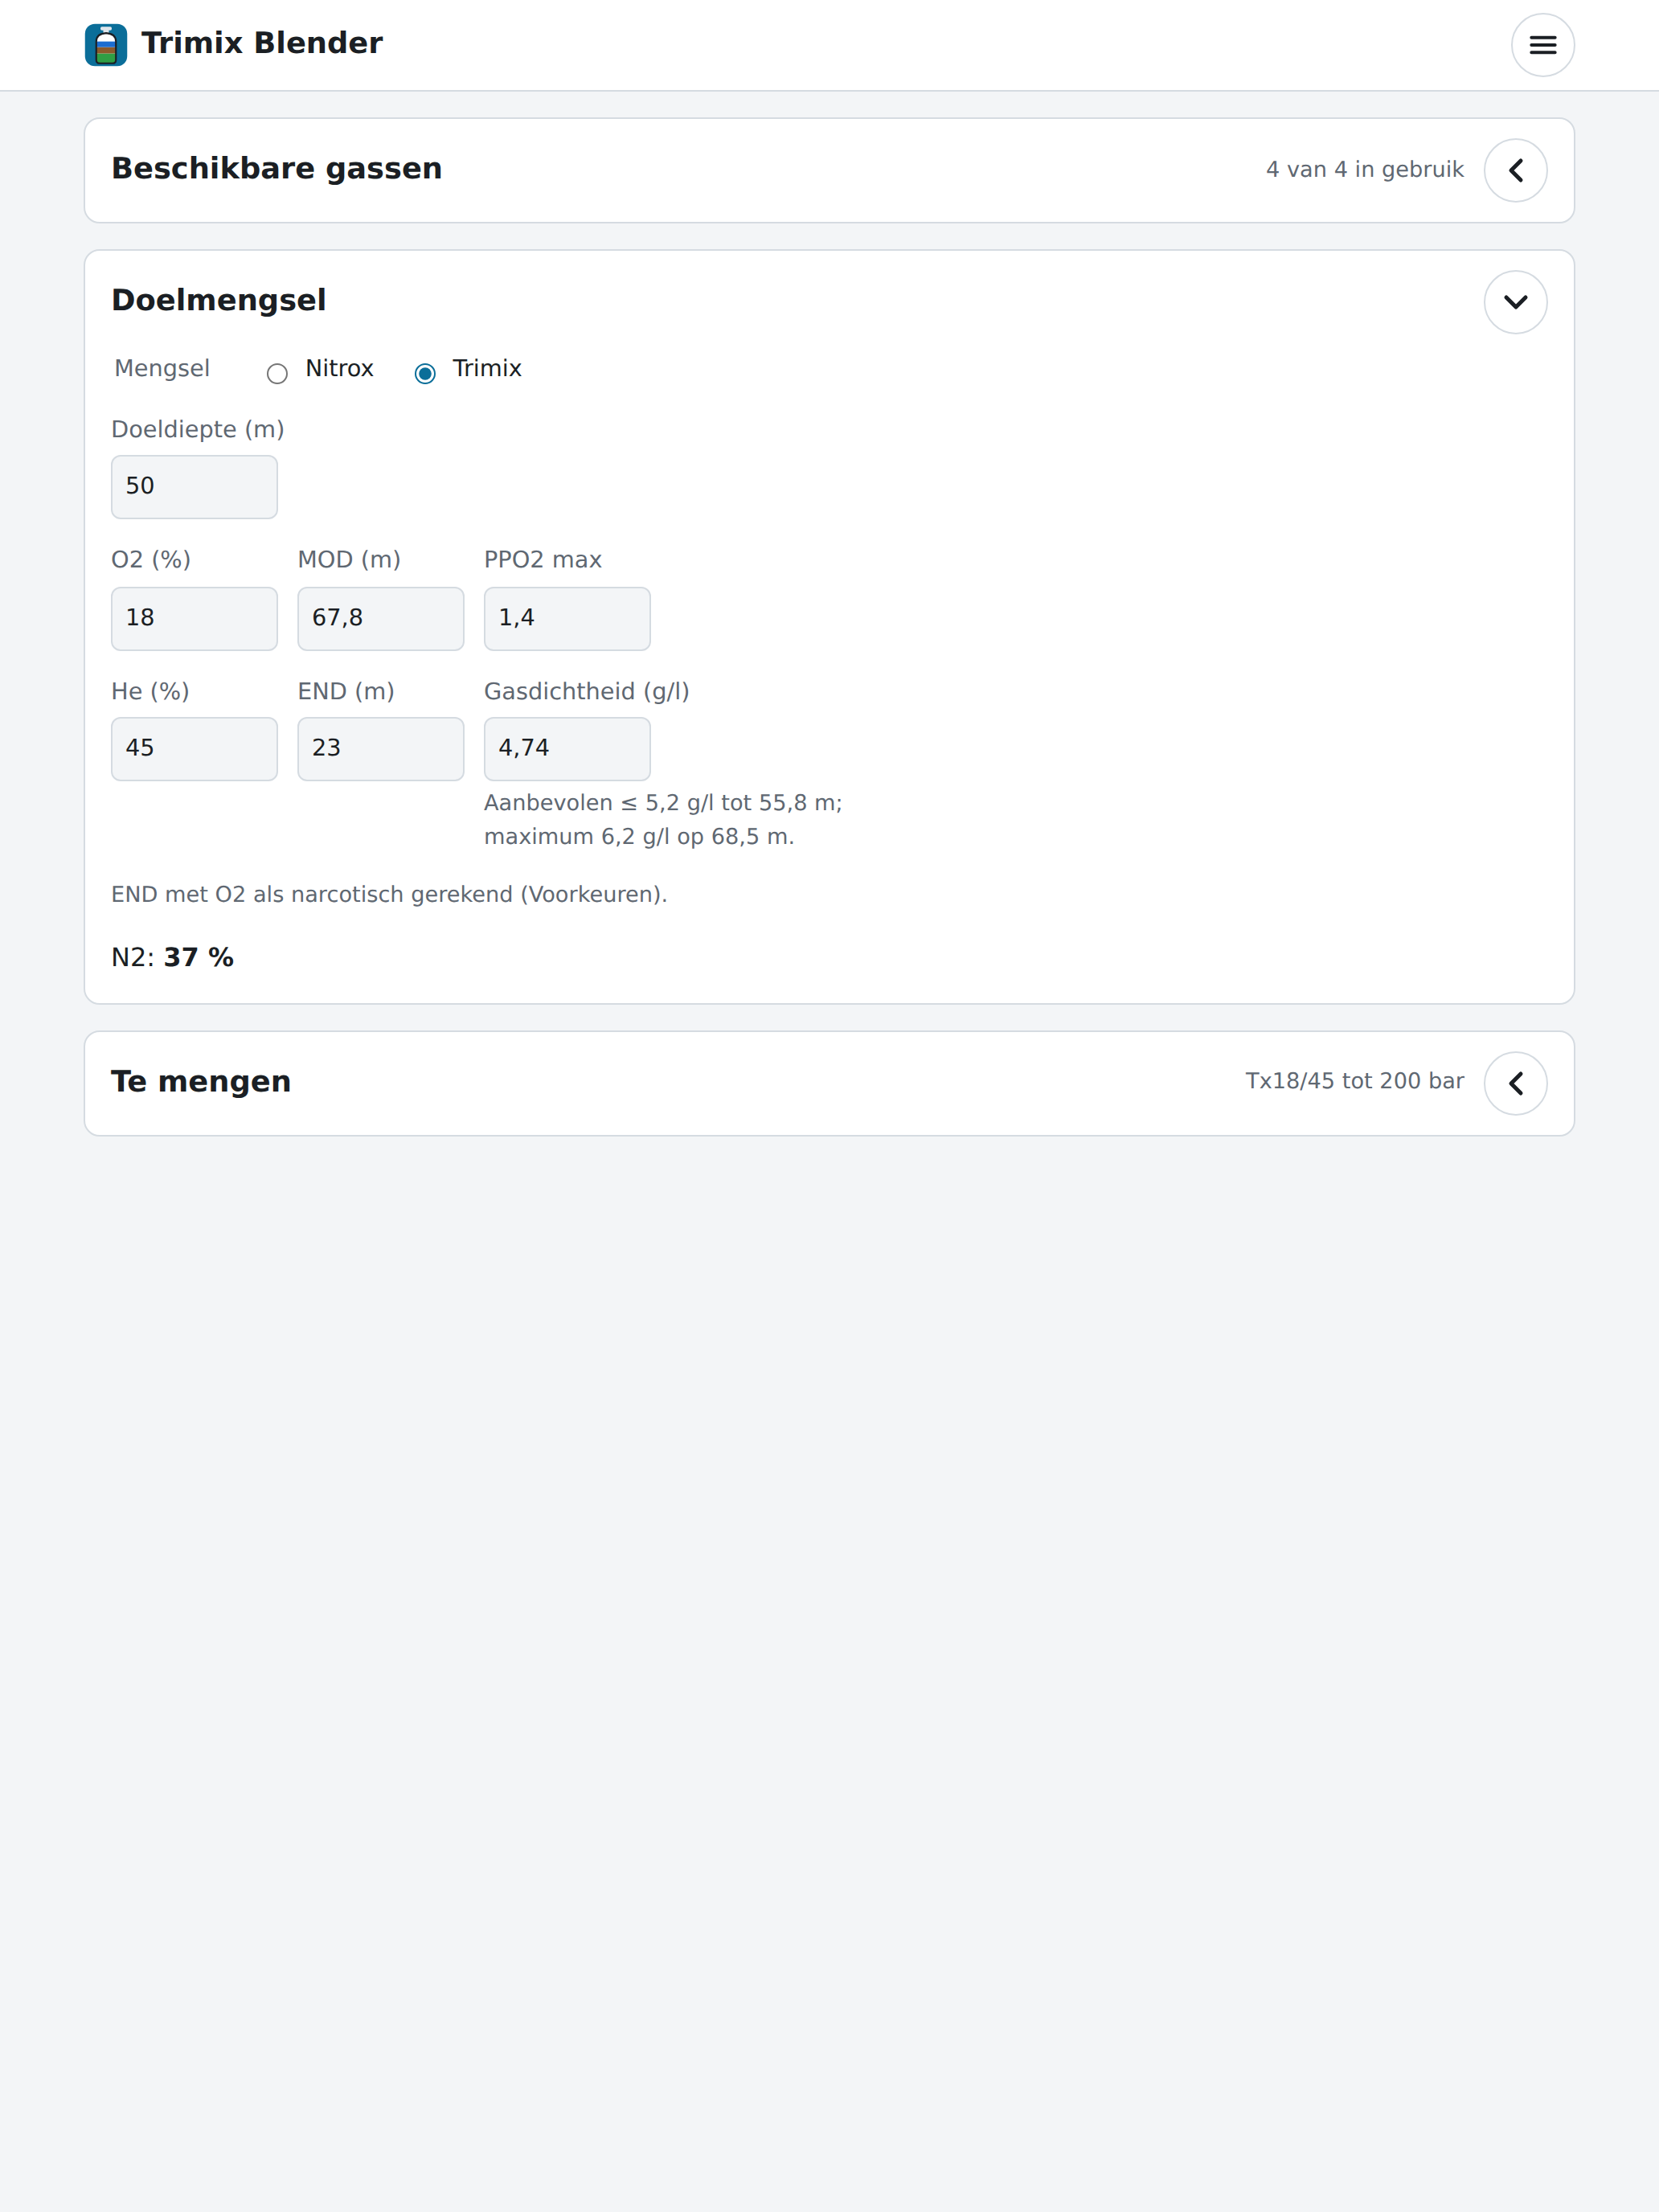 Trimix Blender
Beschikbare gassen
4 van 4 in gebruik
Doelmengsel
Mengsel Nitrox Trimix
Doeldiepte (m)
50
O2 (%) MOD (m) PPO2 max
18 67,8 1,4
He (%) END (m) Gasdichtheid (g/l)
45 23 4,74
Aanbevolen ≤ 5,2 g/l tot 55,8 m;
maximum 6,2 g/l op 68,5 m.
END met O2 als narcotisch gerekend (Voorkeuren).
N2: 37 %
Te mengen
Tx18/45 tot 200 bar